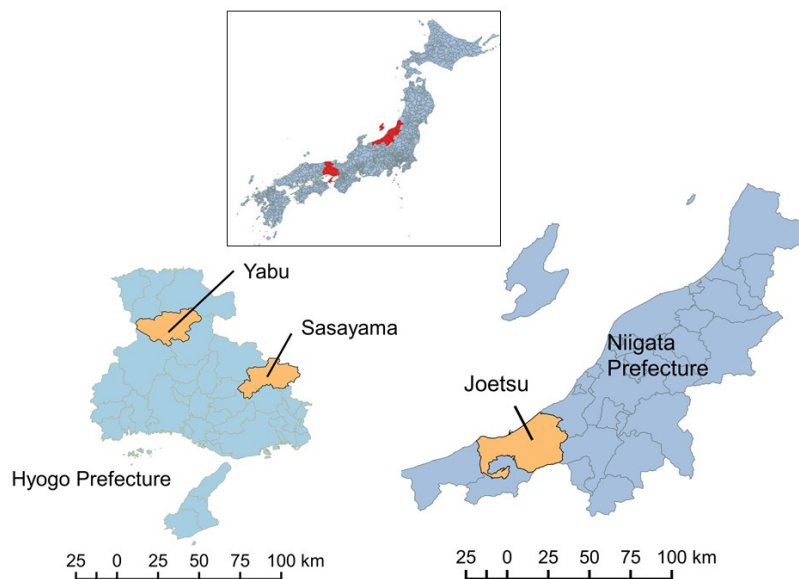 Yabu
Sasayama
Hyogo Prefecture
25 0 25 50 75 100 km
Niigata
Prefecture
Joetsu
25 0 25 50 75 100 km